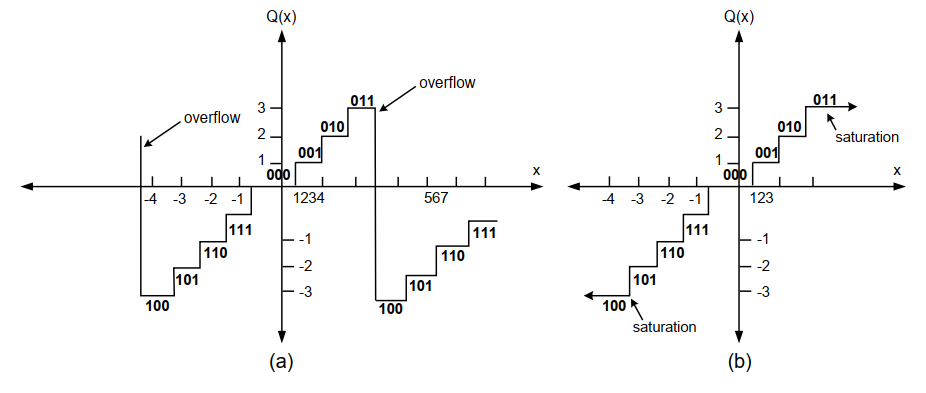 Q(x)
overflow
overflow
3
2
1
011
010
001
000
x
-4 -3 -2 -1
1234
567
111
110
101
100
-1
-2
-3
111
110
101
100
(a)
Q(x)
3
2
1
011
010
001
000
saturation
x
-4 -3 -2 -1
123
111
110
101
100
-1
-2
-3
saturation
(b)